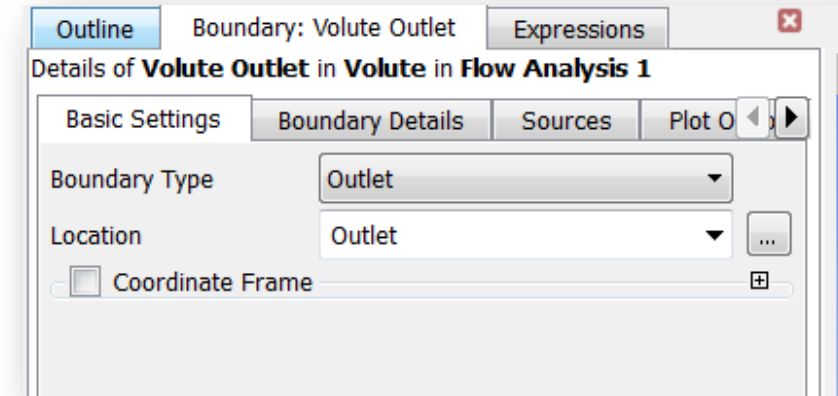 Outline Boundary: Volute Outlet Expressions
Details of Volute Outlet in Volute in Flow Analysis 1
Basic Settings Boundary Details Sources Plot O
Boundary Type Outlet
Location Outlet ...
Coordinate Frame